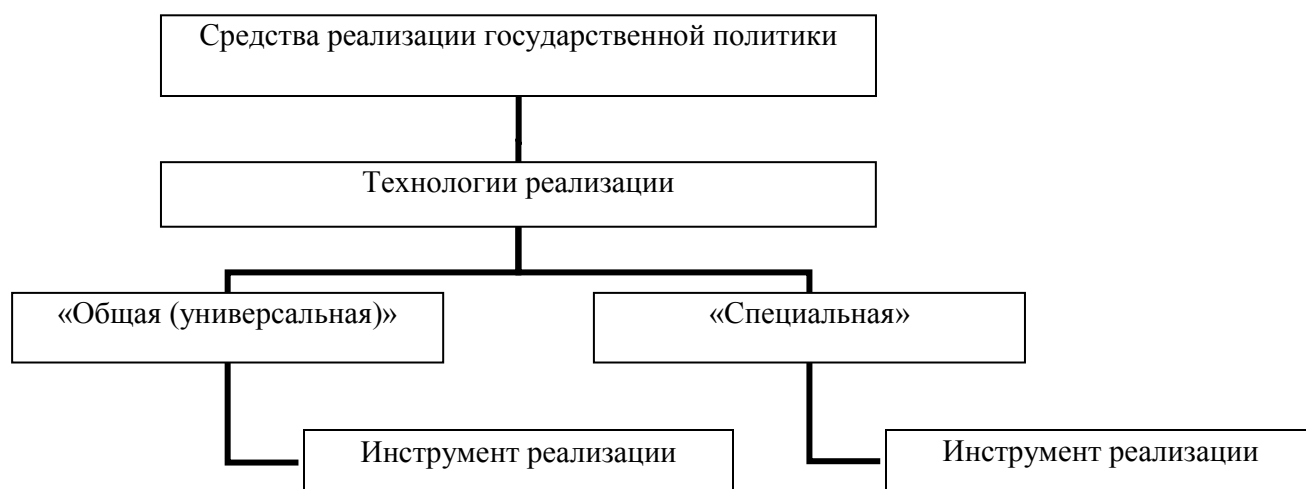 Средства реализации государственной политики
Технологии реализации
«Общая (универсальная)»
«Специальная»
Инструмент реализации
Инструмент реализации